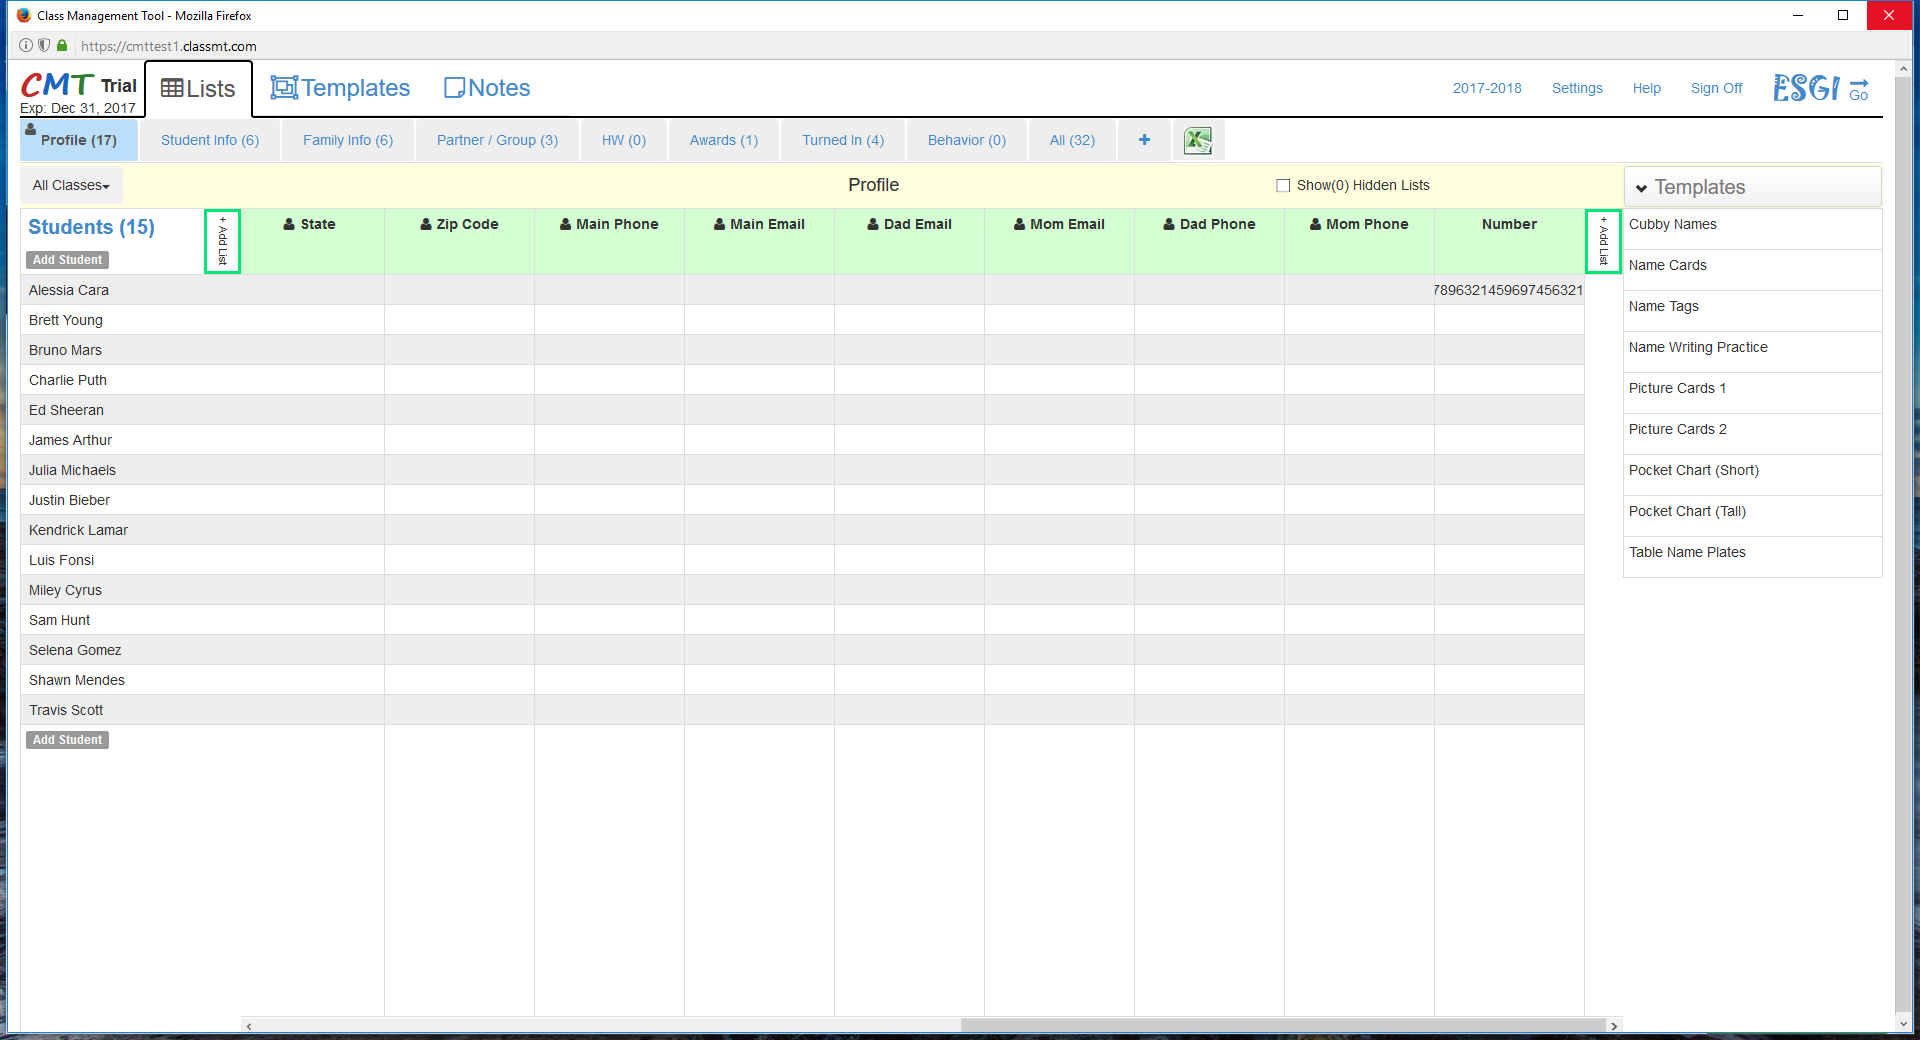 Class Management Tool - Mozilla Firefox
https://cmttest1.classmt.com
CMT Trial
Exp: Dec 31, 2017
Lists
Templates
Notes
2017-2018
Settings
Help
Sign Off
ESGI
Go
Profile (17)
Student Info (6)
Family Info (6)
Partner / Group (3)
HW (0)
Awards (1)
Turned In (4)
Behavior (0)
All (32)
+
All Classes
Profile
Show(0) Hidden Lists
Templates
Students (15)
Add Student
+ Add List
State
Zip Code
Main Phone
Main Email
Dad Email
Mom Email
Dad Phone
Mom Phone
Number
+ Add List
Alessia Cara
7896321459697456321
Brett Young
Bruno Mars
Charlie Puth
Ed Sheeran
James Arthur
Julia Michaels
Justin Bieber
Kendrick Lamar
Luis Fonsi
Miley Cyrus
Sam Hunt
Selena Gomez
Shawn Mendes
Travis Scott
Add Student
Cubby Names
Name Cards
Name Tags
Name Writing Practice
Picture Cards 1
Picture Cards 2
Pocket Chart (Short)
Pocket Chart (Tall)
Table Name Plates